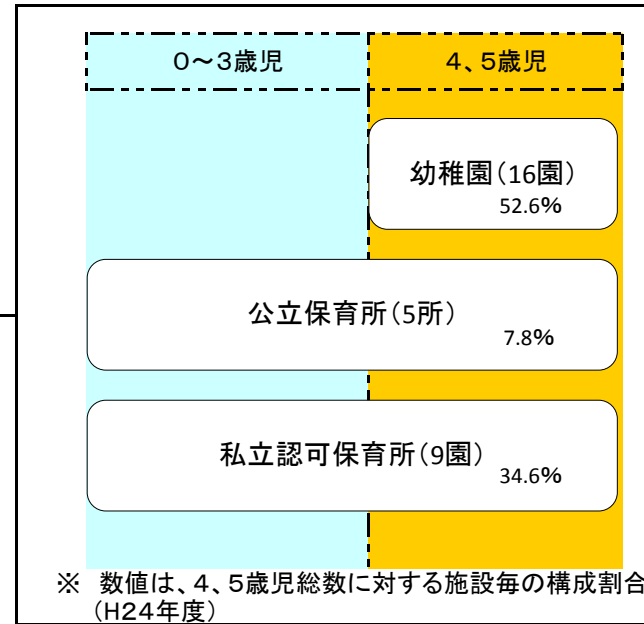 ０～３歳児
４、５歳児
幼稚園（16園）
52.6%
公立保育所（5所）
7.8%
私立認可保育所（9園）
34.6%
※　数値は、４、５歳児総数に対する施設毎の構成割合
（H２４年度）